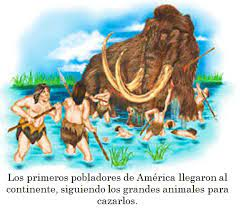 Los primeros pobladores de América llegaron al
continente, siguiendo los grandes animales para
cazarlos.